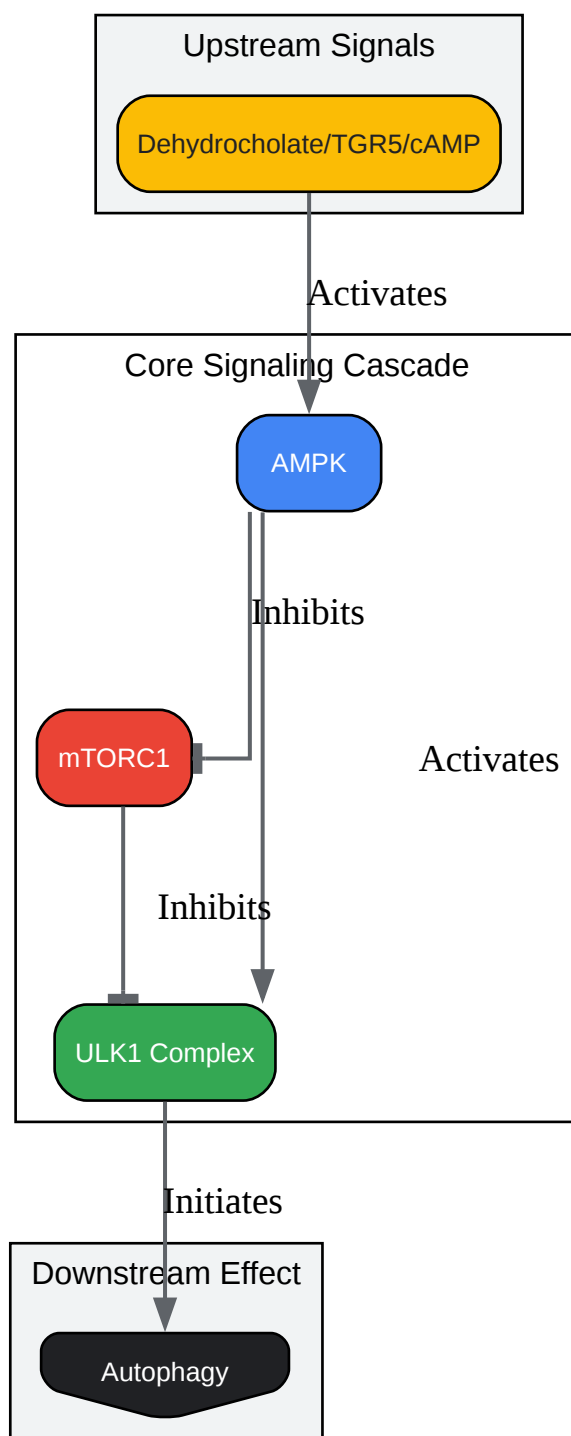 Upstream Signals
Dehydrocholate/TGR5/cAMP
Activates
Core Signaling Cascade
AMPK
Inhibits
mTORC1
Activates
Inhibits
ULK1 Complex
Initiates
Downstream Effect
Autophagy